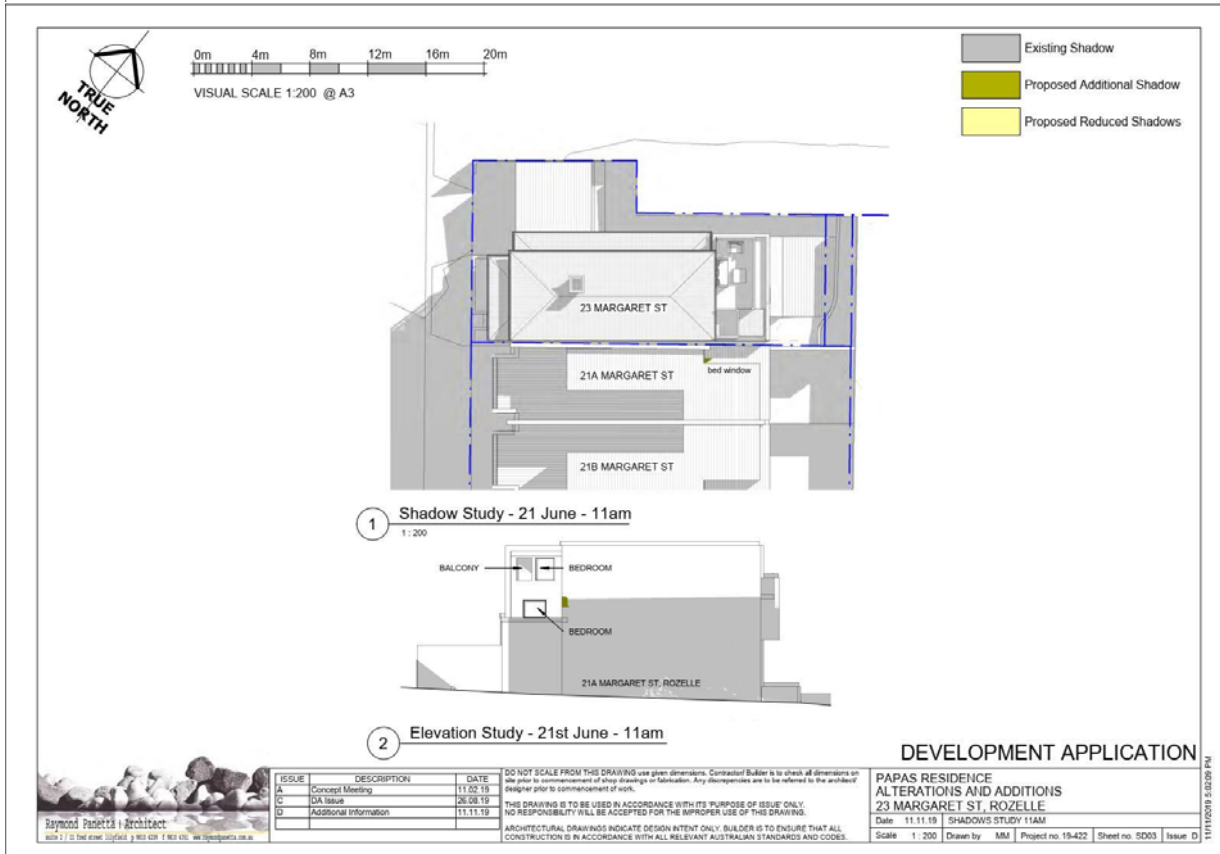 TRUE
NORTH
0m 4m 8m 12m 16m 20m
VISUAL SCALE 1:200 @ A3
Existing Shadow
Proposed Additional Shadow
Proposed Reduced Shadows
23 MARGARET ST
21A MARGARET ST
bed window
21B MARGARET ST
1
Shadow Study - 21 June - 11am
1 : 200
BALCONY
BEDROOM
BEDROOM
21A MARGARET ST, ROZELLE
2
Elevation Study - 21st June - 11am
DEVELOPMENT APPLICATION
Raymond Panetta | Architect
ISSUE DESCRIPTION DATE
A Concept Meeting 11.02.19
C DA Issue 26.08.19
D Additional Information 11.11.19
DO NOT SCALE FROM THIS DRAWING use given dimensions. Contractor/ Builder is to check all dimensions on
site prior to commencement of shop drawings or fabrication. Any discrepencies are to be referred to the architect/
designer prior to commencement of work.
THIS DRAWING IS TO BE USED IN ACCORDANCE WITH ITS 'PURPOSE OF ISSUE' ONLY.
NO RESPONSIBILITY WILL BE ACCEPTED FOR THE IMPROPER USE OF THIS DRAWING.
ARCHITECTURAL DRAWINGS INDICATE DESIGN INTENT ONLY. BUILDER IS TO ENSURE THAT ALL
CONSTRUCTION IS IN ACCORDANCE WITH ALL RELEVANT AUSTRALIAN STANDARDS AND CODES.
PAPAS RESIDENCE
ALTERATIONS AND ADDITIONS
23 MARGARET ST, ROZELLE
Date 11.11.19 SHADOWS STUDY 11AM
Scale 1 : 200 Drawn by MM Project no. 19-422 Sheet no. SD03 Issue D
11/11/2019 5:02:09 PM